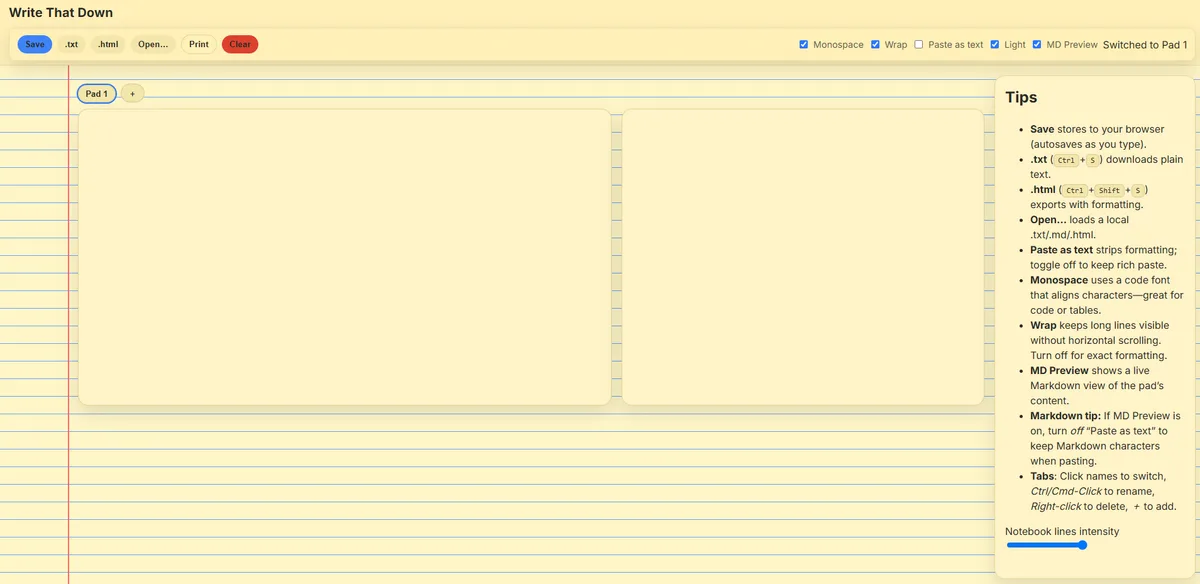 Write That Down
Save .txt .html Open... Print Clear
Monospace Wrap Paste as text Light MD Preview Switched to Pad 1
Pad 1 +
Tips
• Save stores to your browser
(autosaves as you type).
• .txt (Ctrl+S) downloads plain
text.
• .html (Ctrl+Shift+S)
exports with formatting.
• Open... loads a local
.txt/.md/.html.
• Paste as text strips formatting;
toggle off to keep rich paste.
• Monospace uses a code font
that aligns characters—great for
code or tables.
• Wrap keeps long lines visible
without horizontal scrolling.
Turn off for exact formatting.
• MD Preview shows a live
Markdown view of the pad’s
content.
• Markdown tip: If MD Preview is
on, turn off “Paste as text” to
keep Markdown characters
when pasting.
• Tabs: Click names to switch,
Ctrl/Cmd-Click to rename,
Right-click to delete, + to add.
Notebook lines intensity